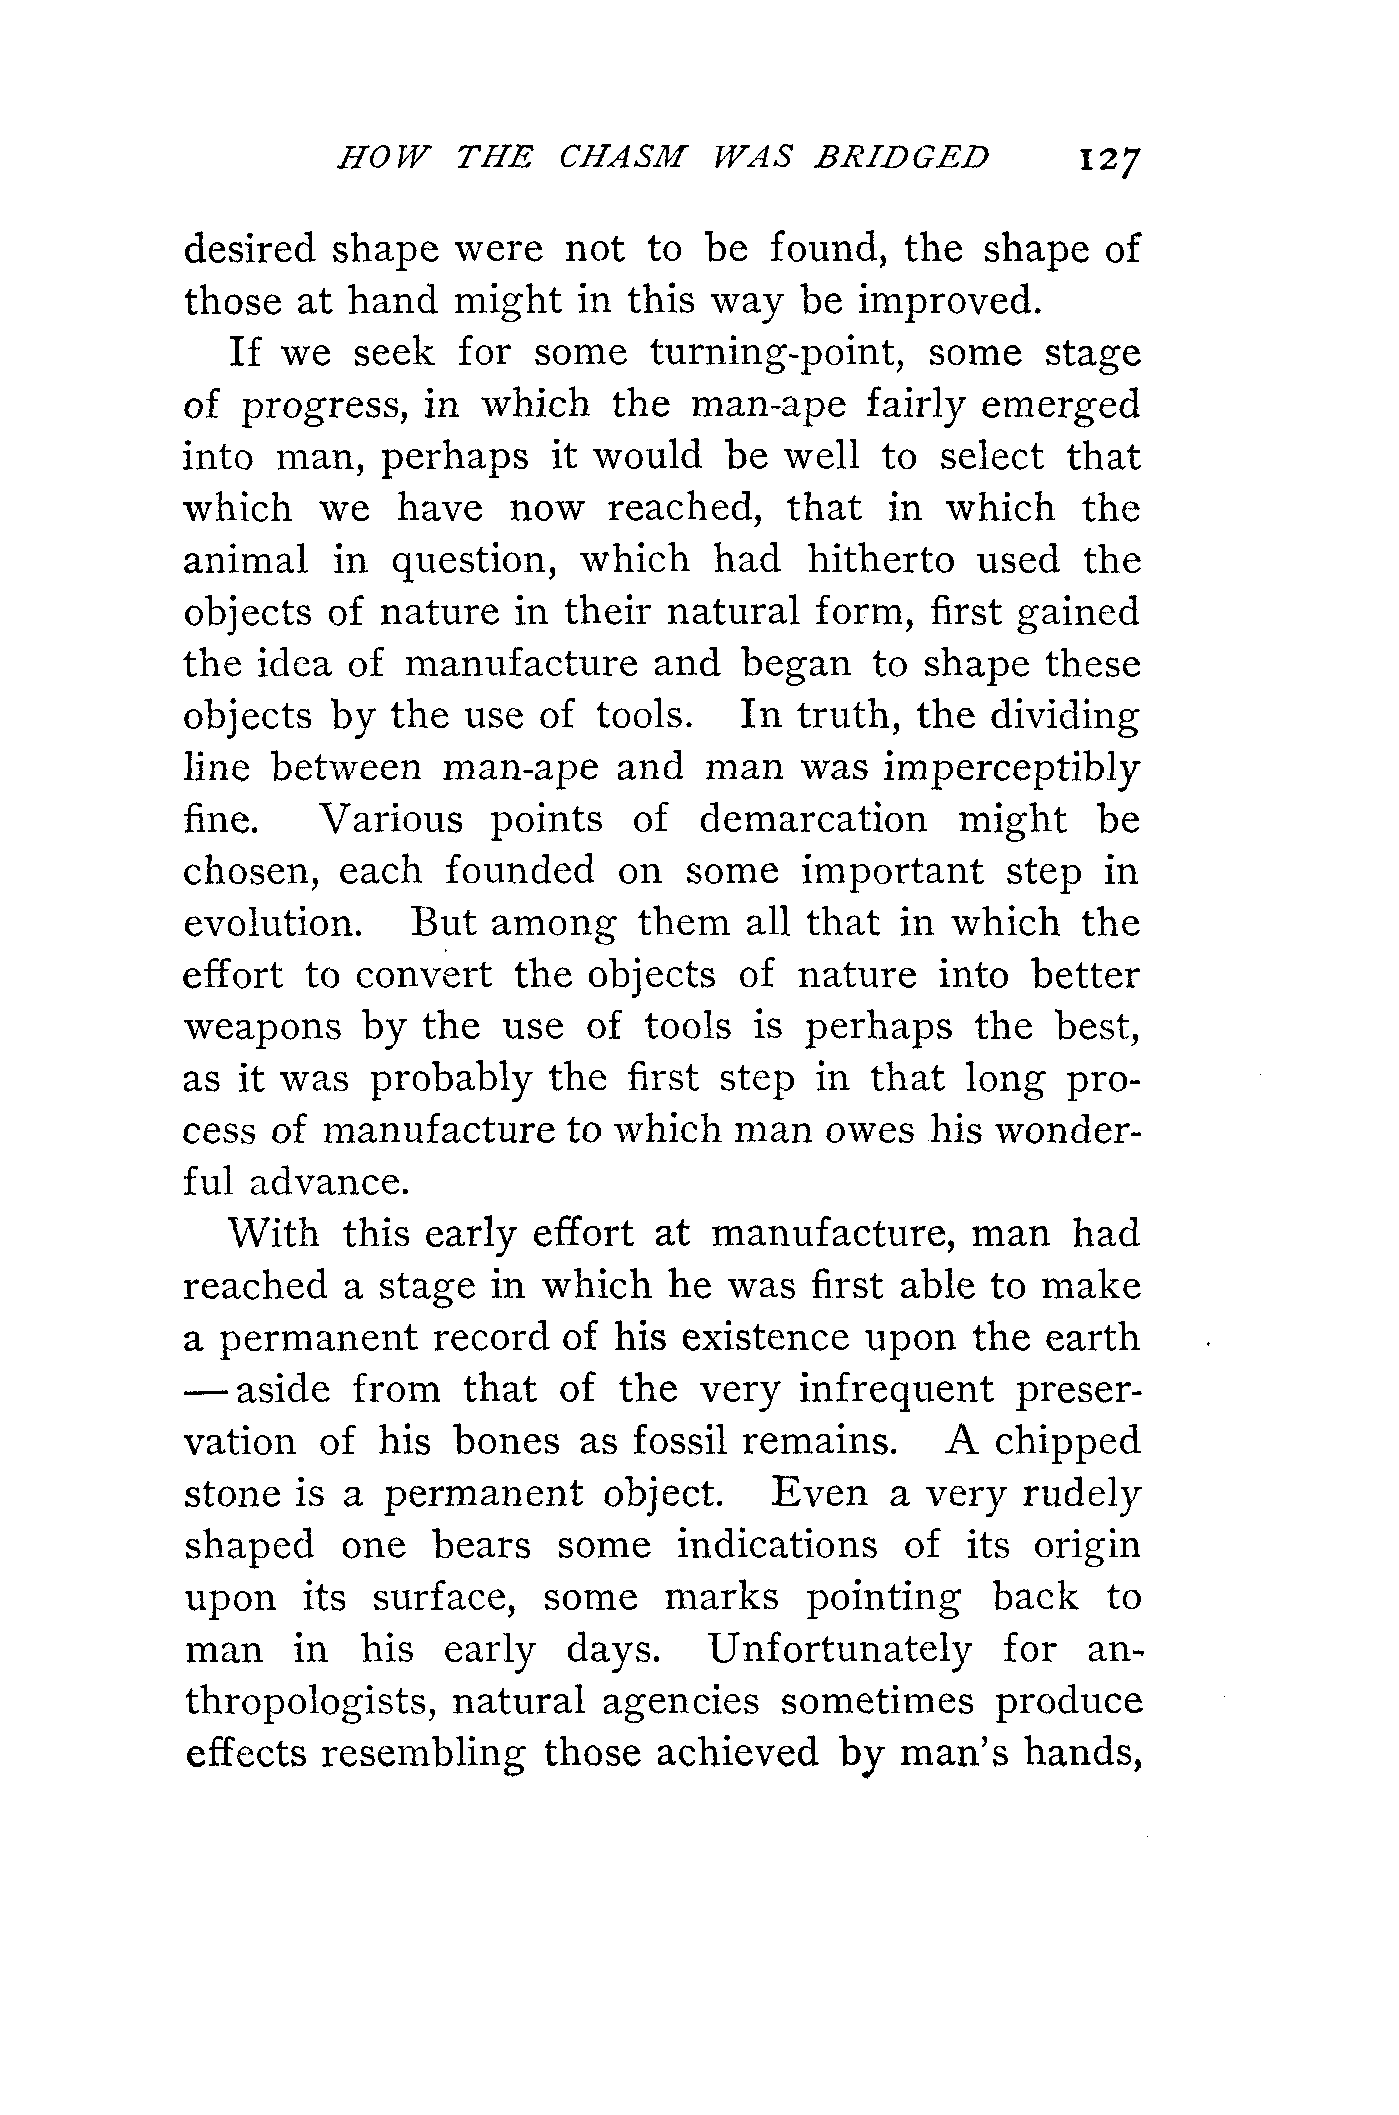 HOW THE CHASM WAS BRIDGED 127
desired shape were not to be found, the shape of
those at hand might in this way be improved.
If we seek for some turning-point, some stage
of progress, in which the man-ape fairly emerged
into man, perhaps it would be well to select that
which we have now reached, that in which the
animal in question, which had hitherto used the
objects of nature in their natural form, first gained
the idea of manufacture and began to shape these
objects by the use of tools. In truth, the dividing
line between man-ape and man was imperceptibly
fine. Various points of demarcation might be
chosen, each founded on some important step in
evolution. But among them all that in which the
effort to convert the objects of nature into better
weapons by the use of tools is perhaps the best,
as it was probably the first step in that long pro-
cess of manufacture to which man owes his wonder-
ful advance.
With this early effort at manufacture, man had
reached a stage in which he was first able to make
a permanent record of his existence upon the earth
— aside from that of the very infrequent preser-
vation of his bones as fossil remains. A chipped
stone is a permanent object. Even a very rudely
shaped one bears some indications of its origin
upon its surface, some marks pointing back to
man in his early days. Unfortunately for an-
thropologists, natural agencies sometimes produce
effects resembling those achieved by man's hands,